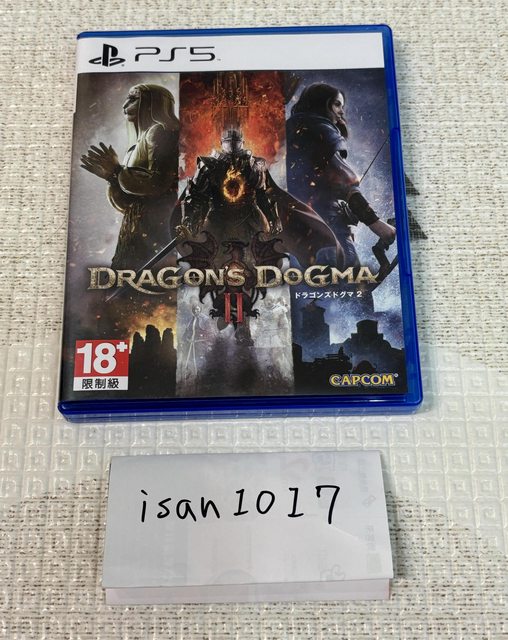 PS5
DRAGON'S DOGMA
II
ドラゴンズドグマ 2
18+
限制級
CAPCOM
isan1017